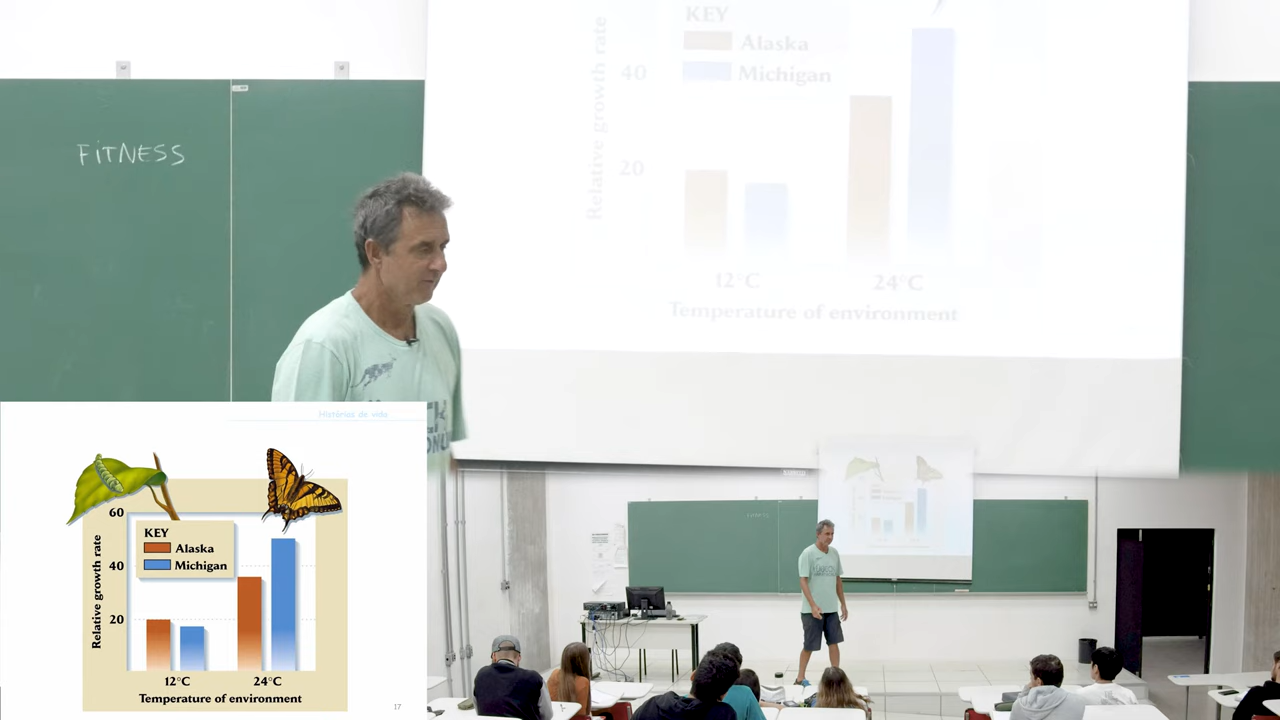 FiTNESS
KEY
Alaska
Michigan
40
20
Relative growth rate
12°C
24°C
Temperature of environment
Histórias de vida
60
40
20
Relative growth rate
KEY
Alaska
Michigan
12°C
24°C
Temperature of environment
17